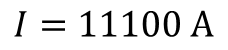 I = 11100 A